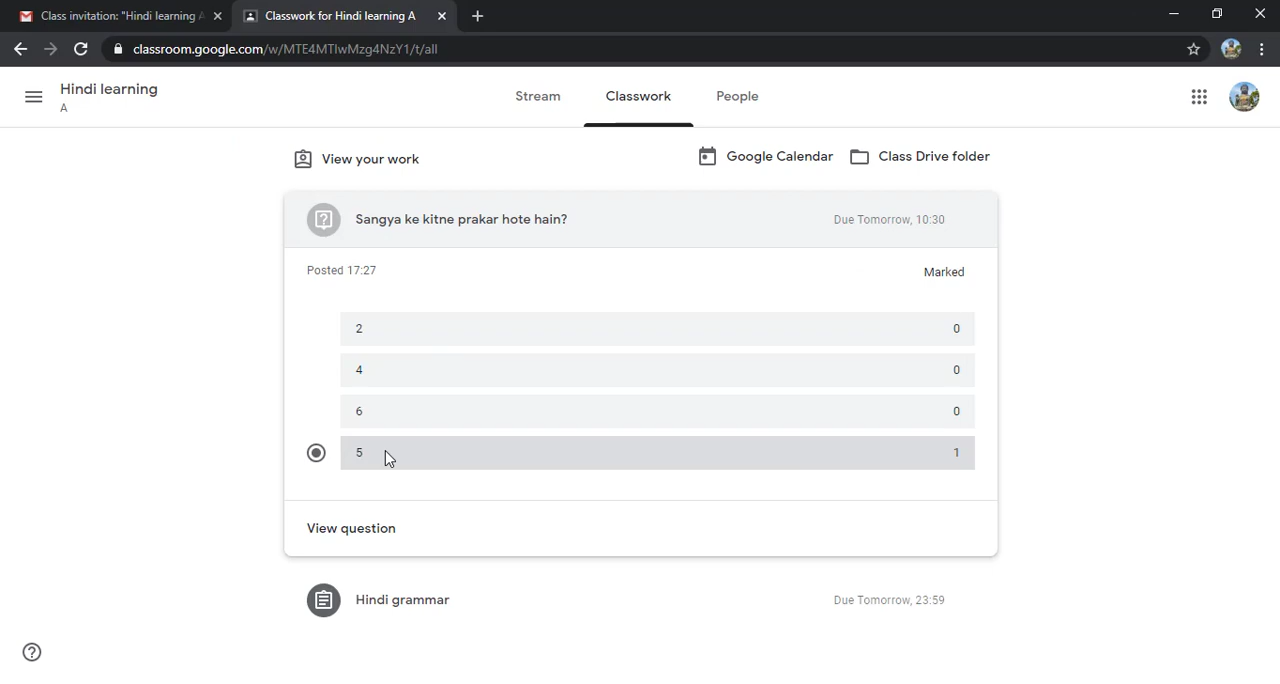 Class invitation: "Hindi learning A
Classwork for Hindi learning A
classroom.google.com/w/MTE4MTIwMzg4NzY1/t/all
Hindi learning
A
Stream
Classwork
People
View your work
Google Calendar
Class Drive folder
Sangya ke kitne prakar hote hain?
Due Tomorrow, 10:30
Posted 17:27
Marked
2 0
4 0
6 0
5 1
View question
Hindi grammar
Due Tomorrow, 23:59